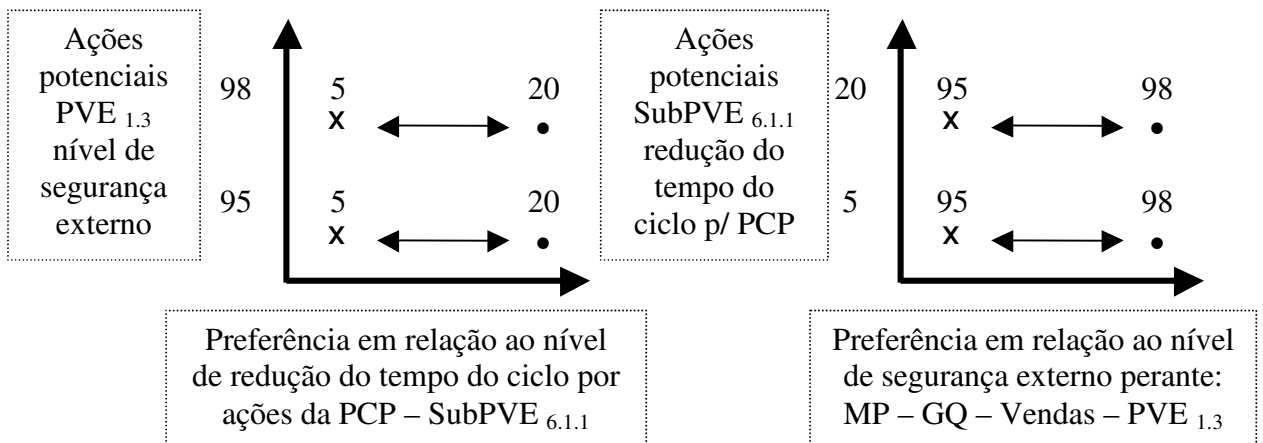 Ações
potenciais
PVE 1.3
nível de
segurança
externo
98
5
20
x
•
95
5
20
x
•
Preferência em relação ao nível
de redução do tempo do ciclo por
ações da PCP – SubPVE 6.1.1
Ações
potenciais
SubPVE 6.1.1
redução do
tempo do
ciclo p/ PCP
20
95
98
x
•
5
95
98
x
•
Preferência em relação ao nível
de segurança externo perante:
MP – GQ – Vendas – PVE 1.3